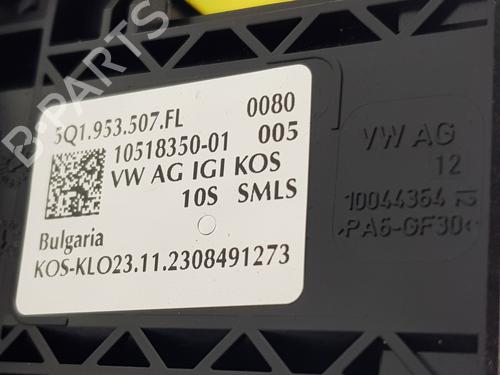 5Q1.953.507.FL 0080
10518350-01 005
VW AG IGI KOS
10S SMLS
Bulgaria
KOS-KLO23.11.2308491273
VW AG
12
10044364
>PA6-GF30<
B-PARTS